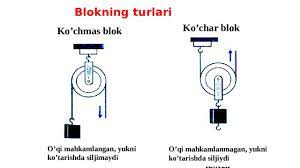 Blokning turlari
Ko’chmas blok
Ko’char blok
O’qi mahkamlangan, yukni
ko’tarishda siljimaydi
O’qi mahkamlanmagan, yukni
ko’tarishda siljiydi